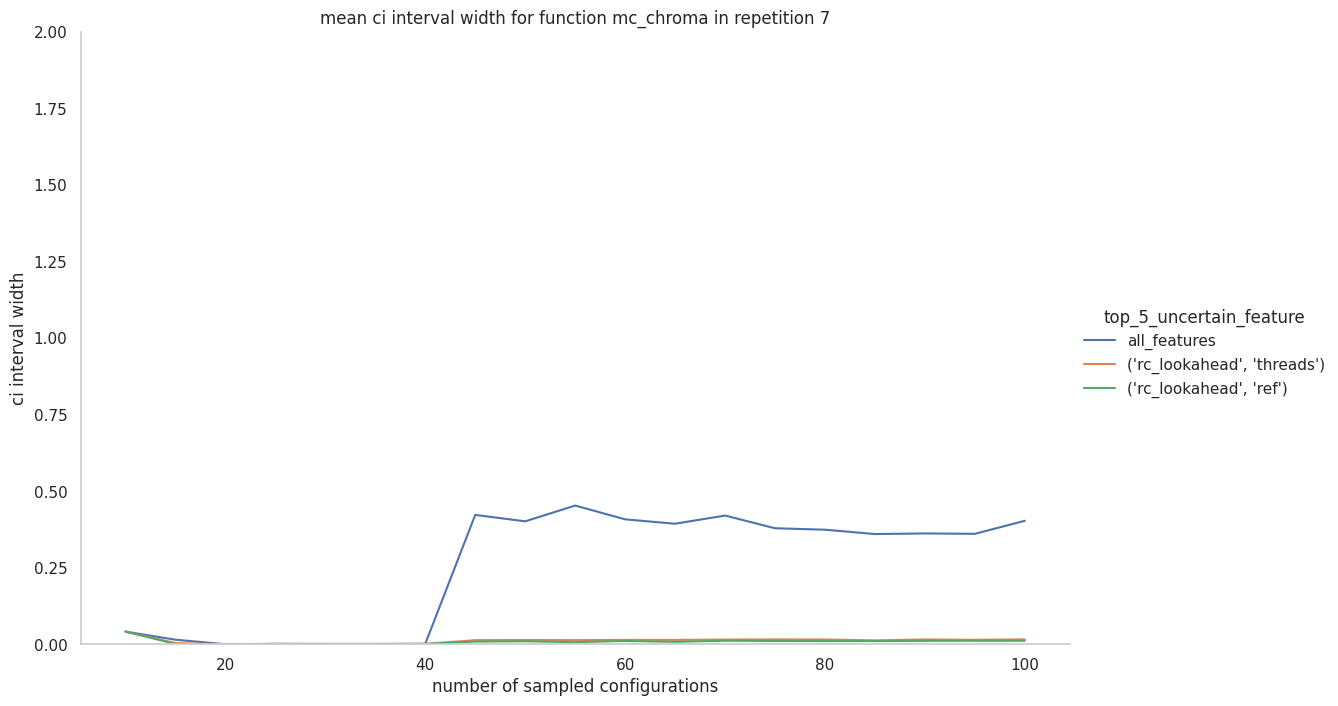 mean ci interval width for function mc_chroma in repetition 7
2.00
1.75
1.50
1.25
1.00
0.75
0.50
0.25
0.00
ci interval width
20
40
60
80
100
number of sampled configurations
top_5_uncertain_feature
all_features
('rc_lookahead', 'threads')
('rc_lookahead', 'ref')